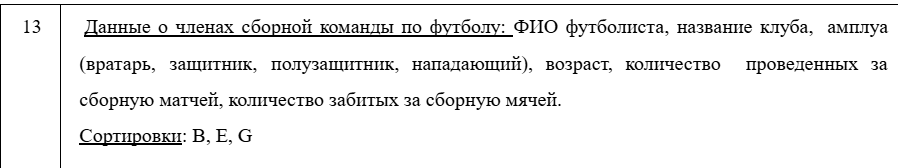 13
Данные о членах сборной команды по футболу: ФИО футболиста, название клуба, амплуа
(вратарь, защитник, полузащитник, нападающий), возраст, количество проведенных за
сборную матчей, количество забитых за сборную мячей.
Сортировки: B, E, G